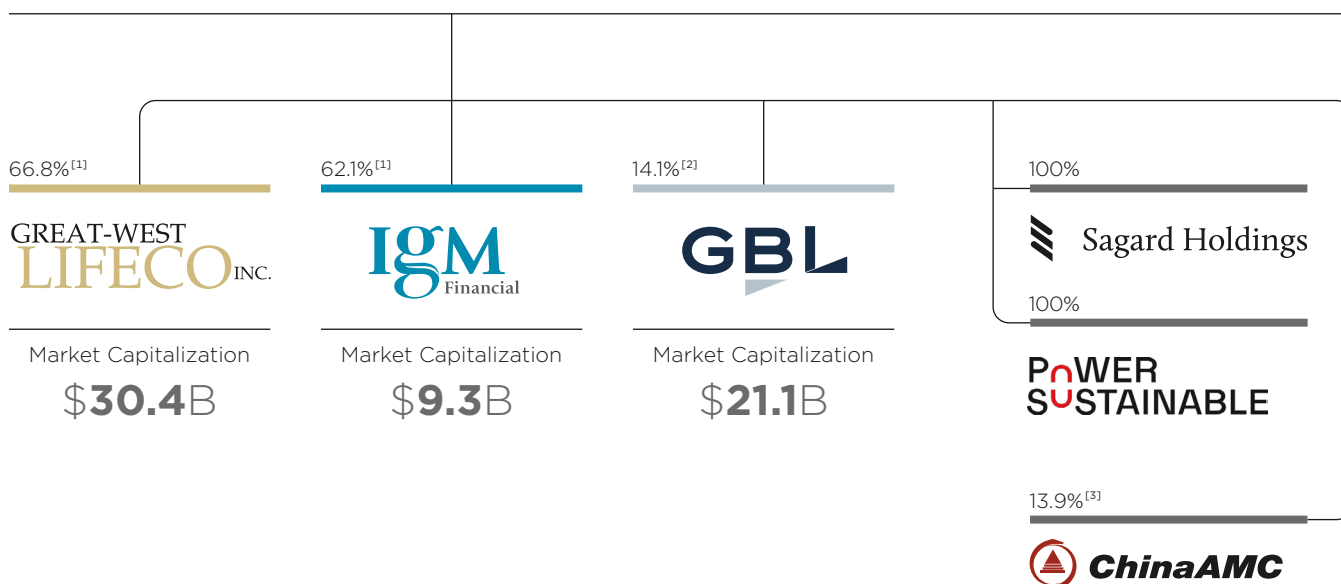 66.8%[1]
GREAT-WEST
LIFECO INC.
Market Capitalization
$30.4B
62.1%[1]
IgM
Financial
Market Capitalization
$9.3B
14.1%[2]
GBL
Market Capitalization
$21.1B
100%
Sagard Holdings
100%
POWER
SUSTAINABLE
13.9%[3]
ChinaAMC